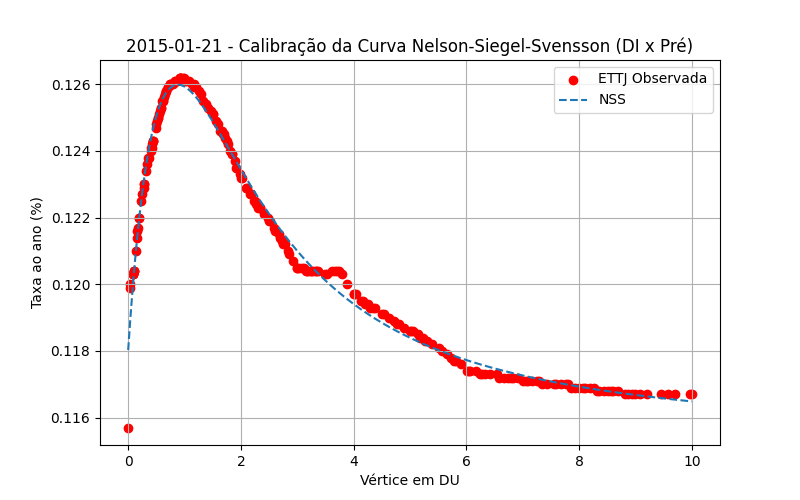 2015-01-21 - Calibração da Curva Nelson-Siegel-Svensson (DI x Pré)
ETTJ Observada
NSS
Taxa ao ano (%)
0.126
0.124
0.122
0.120
0.118
0.116
0 2 4 6 8 10
Vértice em DU